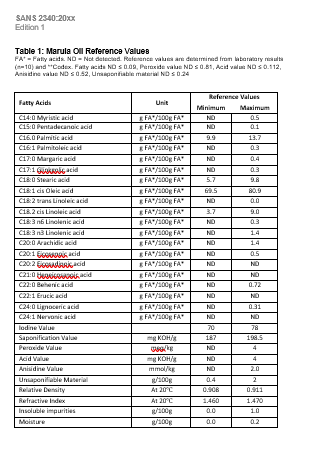 SANS 2340:20xx
Edition 1
Table 1: Marula Oil Reference Values
FA* = Fatty acids. ND = Not detected. Reference values are determined from laboratory results
(n=10) and **Codex. Fatty acids ND ≤ 0.09, Peroxide value ND ≤ 0.81, Acid value ND ≤ 0.112,
Anisidine value ND ≤ 0.52, Unsaponifiable material ND ≤ 0.24
Fatty Acids Unit Reference Values
Minimum Maximum
C14:0 Myristic acid g FA*/100g FA* ND 0.5
C15:0 Pentadecanoic acid g FA*/100g FA* ND 0.1
C16:0 Palmitic acid g FA*/100g FA* 9.9 13.7
C16:1 Palmitoleic acid g FA*/100g FA* ND 0.3
C17:0 Margaric acid g FA*/100g FA* ND 0.4
C17:1 acid g FA*/100g FA* ND 0.3
C18:0 Stearic acid g FA*/100g FA* 5.7 9.8
C18:1 cis Oleic acid g FA*/100g FA* 69.5 80.9
C18:2 trans Linoleic acid g FA*/100g FA* ND 0.0
C18,2 cis Linoleic acid g FA*/100g FA* 3.7 9.0
C18:3 n6 Linolenic acid g FA*/100g FA* ND 0.3
C18:3 n3 Linolenic acid g FA*/100g FA* ND 1.4
C20:0 Arachidic acid g FA*/100g FA* ND 1.4
C20:1 acid g FA*/100g FA* ND 0.5
C20:2 acid g FA*/100g FA* ND ND
C21:0 acid g FA*/100g FA* ND ND
C22:0 Behenic acid g FA*/100g FA* ND 0.72
C22:1 Erucic acid g FA*/100g FA* ND ND
C24:0 Lignoceric acid g FA*/100g FA* ND 0.31
C24:1 Nervonic acid g FA*/100g FA* ND ND
Iodine Value 70 78
Saponification Value mg KOH/g 187 198.5
Peroxide Value ND 4
Acid Value mg KOH/g ND 4
Anisidine Value mmol/kg ND 2.0
Unsaponifiable Material g/100g 0.4 2
Relative Density At 20°C 0.908 0.911
Refractive Index At 20°C 1.460 1.470
Insoluble impurities g/100g 0.0 1.0
Moisture g/100g 0.0 0.2